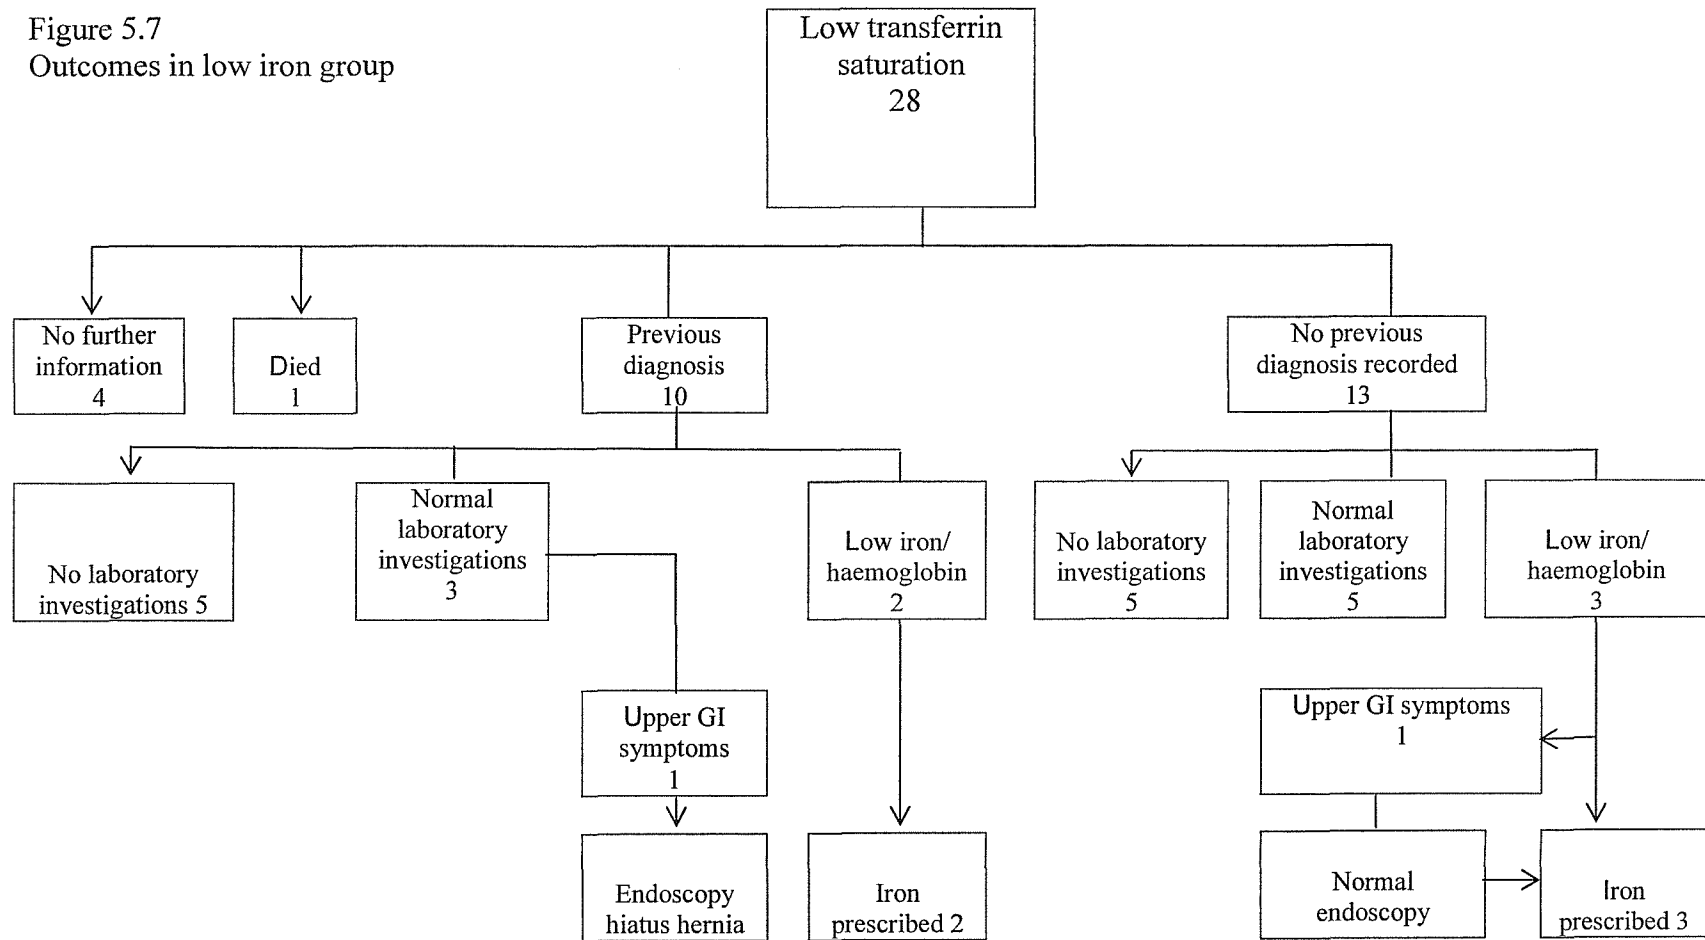 Figure 5.7
Outcomes in low iron group
Low transferrin
saturation
28
No further
information
4
Died
1
Previous
diagnosis
10
No previous
diagnosis recorded
13
No laboratory
investigations 5
Normal
laboratory
investigations
3
Low iron/
haemoglobin
2
No laboratory
investigations
5
Normal
laboratory
investigations
5
Low iron/
haemoglobin
3
Upper GI
symptoms
1
Upper GI symptoms
1
Endoscopy
hiatus hernia
Iron
prescribed 2
Normal
endoscopy
Iron
prescribed 3